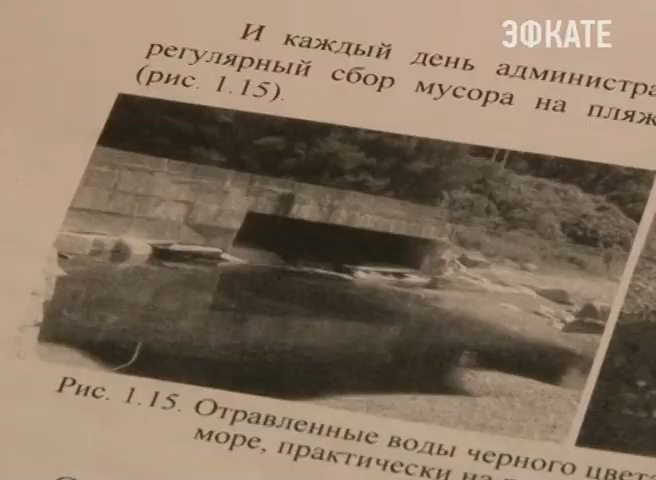 ЭФКАТЕ
И каждый день администра
регулярный сбор мусора на пляж
(рис. 1.15).
Рис. 1.15. Отравленные воды черного цвета
море, практически на